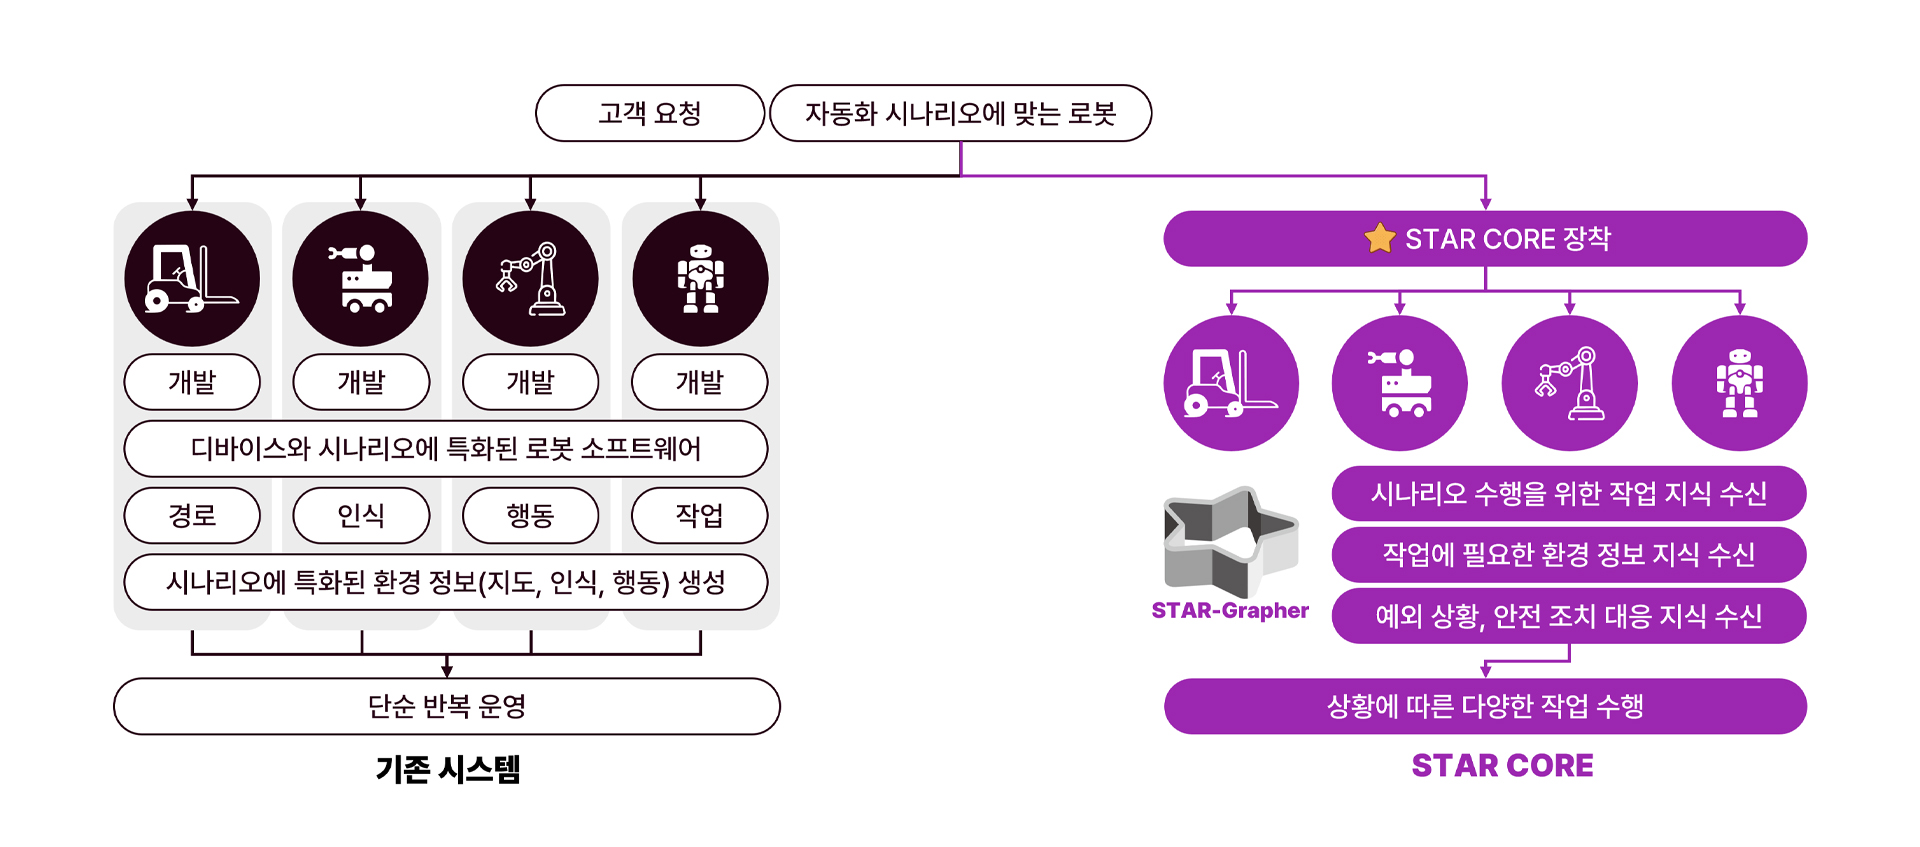 고객 요청
자동화 시나리오에 맞는 로봇
개발
개발
개발
개발
디바이스와 시나리오에 특화된 로봇 소프트웨어
경로
인식
행동
작업
시나리오에 특화된 환경 정보(지도, 인식, 행동) 생성
단순 반복 운영
기존 시스템
STAR CORE 장착
STAR-Grapher
시나리오 수행을 위한 작업 지식 수신
작업에 필요한 환경 정보 지식 수신
예외 상황, 안전 조치 대응 지식 수신
상황에 따른 다양한 작업 수행
STAR CORE